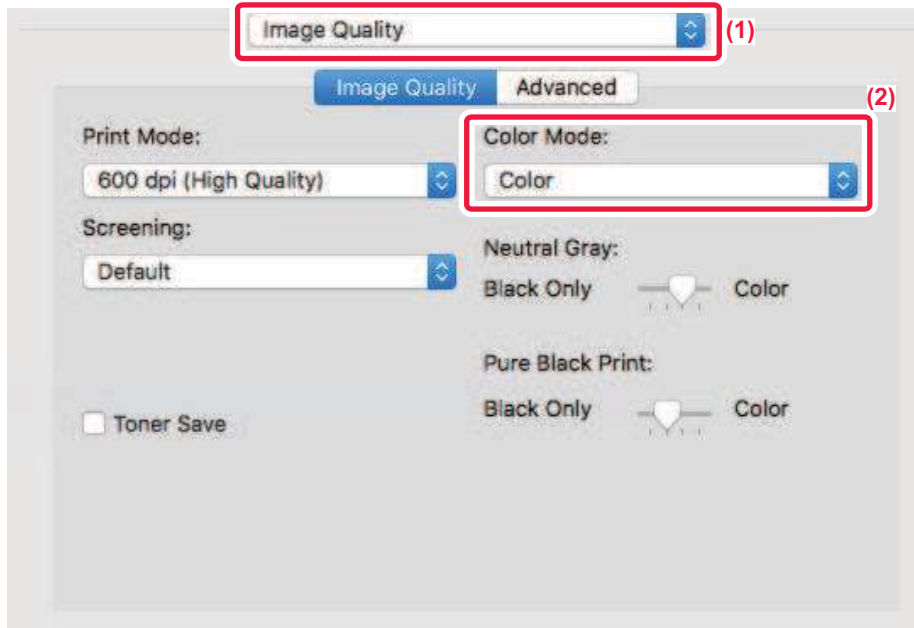 Image Quality
(1)
Image Quality Advanced
(2)
Print Mode:
600 dpi (High Quality)
Screening:
Default
Toner Save
Color Mode:
Color
Neutral Gray:
Black Only Color
Pure Black Print:
Black Only Color